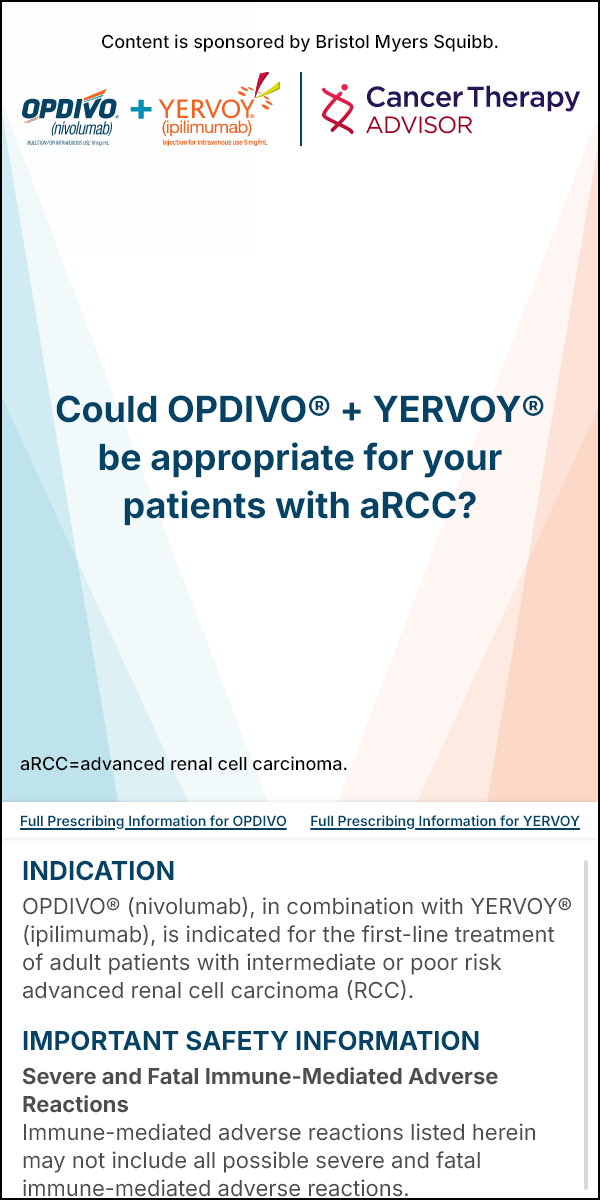 Content is sponsored by Bristol Myers Squibb.
OPDIVO®
(nivolumab)
INJECTION FOR INTRAVENOUS USE 10 mg/mL
+
YERVOY®
(ipilimumab)
Injection for intravenous use 5 mg/mL
Cancer Therapy
ADVISOR
Could OPDIVO® + YERVOY®
be appropriate for your
patients with aRCC?
aRCC=advanced renal cell carcinoma.
Full Prescribing Information for OPDIVO
Full Prescribing Information for YERVOY
INDICATION
OPDIVO® (nivolumab), in combination with YERVOY®
(ipilimumab), is indicated for the first-line treatment
of adult patients with intermediate or poor risk
advanced renal cell carcinoma (RCC).
IMPORTANT SAFETY INFORMATION
Severe and Fatal Immune-Mediated Adverse
Reactions
Immune-mediated adverse reactions listed herein
may not include all possible severe and fatal
immune-mediated adverse reactions.